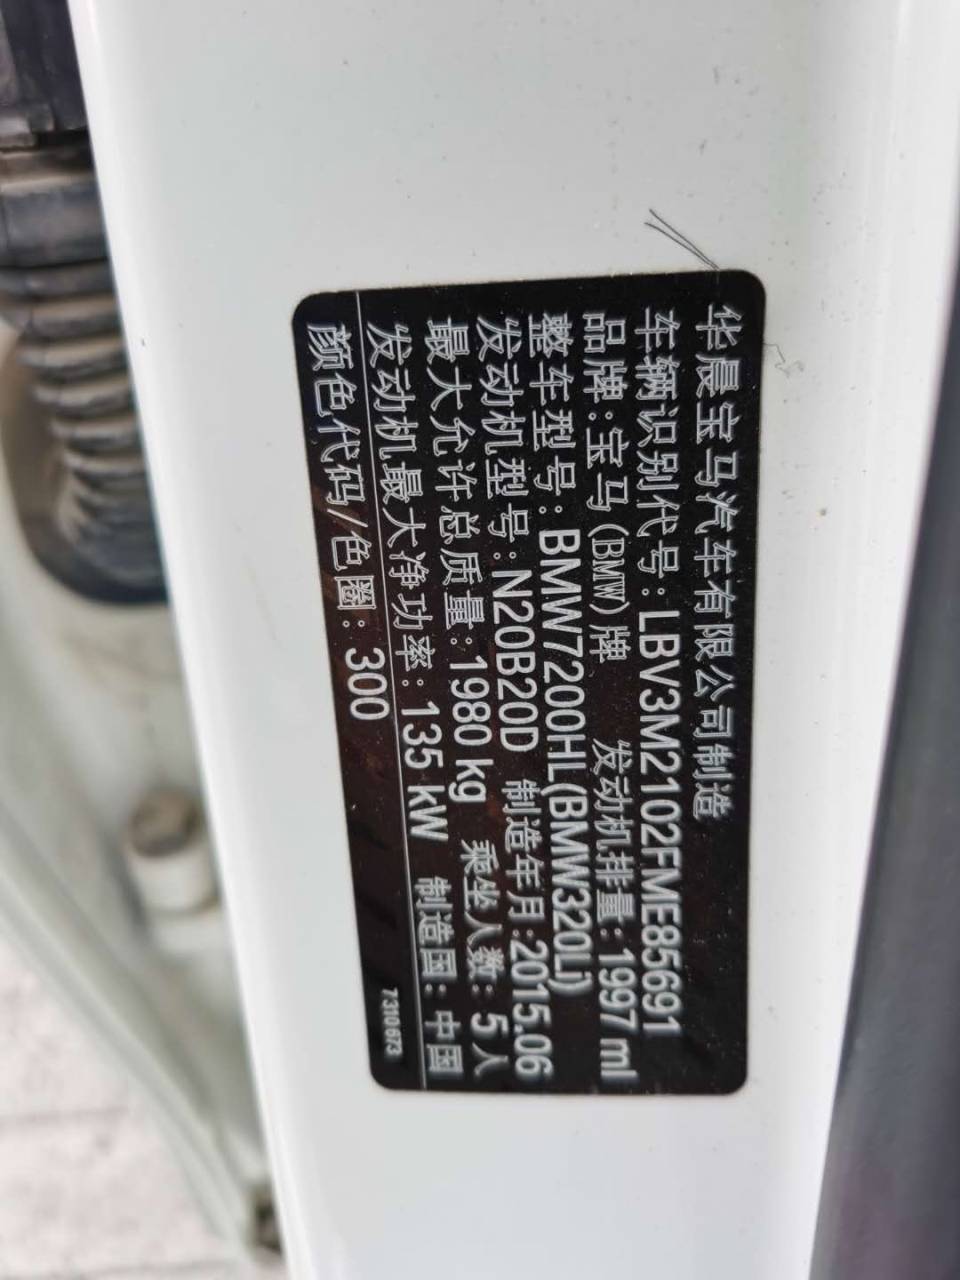 华晨宝马汽车有限公司制造
车辆识别代号:LBV3M2102FME85691
品牌:宝马(BMW)牌 发动机排量:1997 ml
整车型号:BMW7200HL(BMW320Li)
发动机型号:N20B20D 制造年月:2015.06
最大允许总质量:1980 kg 乘坐人数:5人
发动机最大净功率:135 kW 制造国:中国
颜色代码/色圈:300 7310673